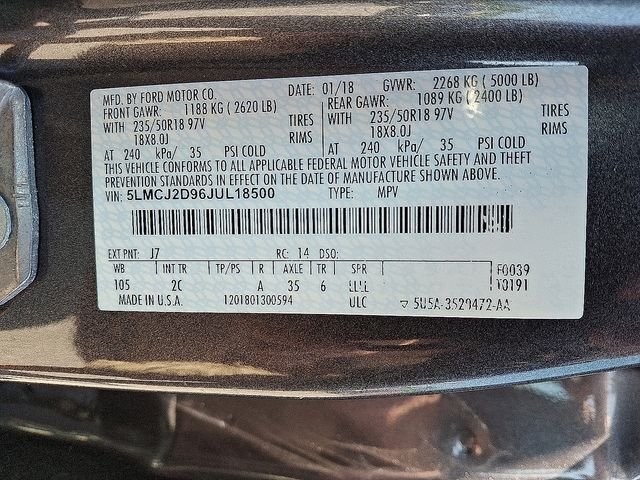 MFD. BY FORD MOTOR CO. DATE: 01/18 GVWR: 2268 KG ( 5000 LB)
FRONT GAWR: 1188 KG ( 2620 LB) REAR GAWR: 1089 KG ( 2400 LB)
WITH 235/50R18 97V TIRES WITH 235/50R18 97V TIRES
18X8.0J RIMS 18X8.0J RIMS
AT 240 kPa/ 35 PSI COLD AT 240 kPa/ 35 PSI COLD
THIS VEHICLE CONFORMS TO ALL APPLICABLE FEDERAL MOTOR VEHICLE SAFETY AND THEFT
PREVENTION STANDARDS IN EFFECT ON THE DATE OF MANUFACTURE SHOWN ABOVE.
VIN: 5LMCJ2D96JUL18500 TYPE: MPV
EXT PNT: J7 RC: 14 DSO:
WB INT TR TP/PS R AXLE TR SPR F0039
105 2C A 35 6 T0191
MADE IN U.S.A. 1201801300594 ULC ▽ 5U5A-3520472-AA